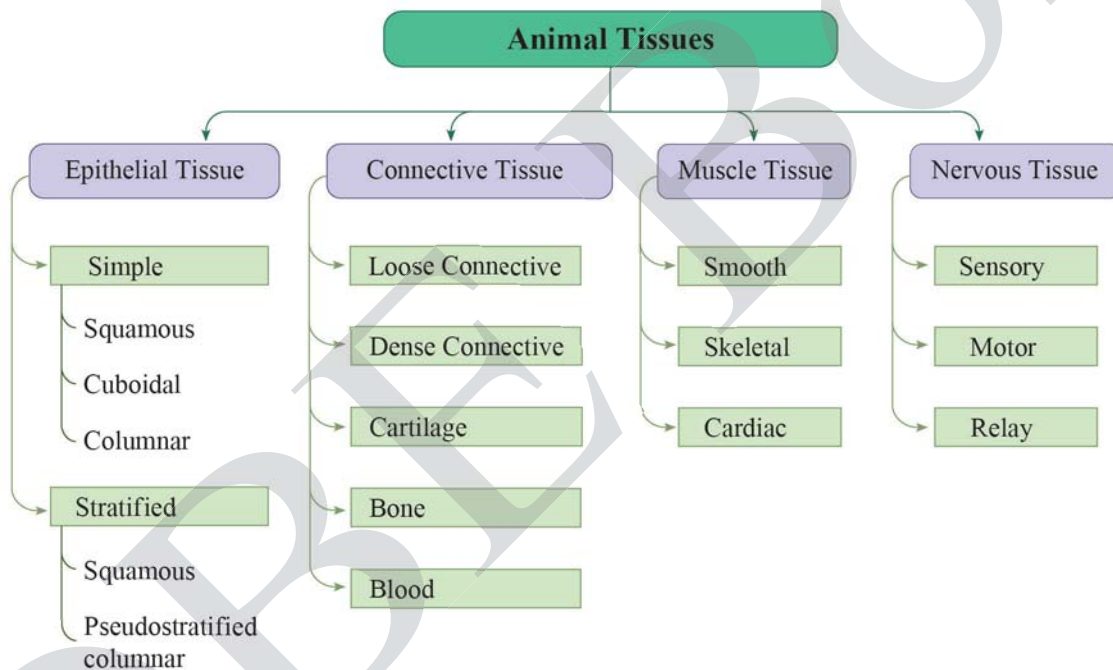 Animal Tissues
Epithelial Tissue
Simple
Squamous
Cuboidal
Columnar
Stratified
Squamous
Pseudostratified
columnar
Connective Tissue
Loose Connective
Dense Connective
Cartilage
Bone
Blood
Muscle Tissue
Smooth
Skeletal
Cardiac
Nervous Tissue
Sensory
Motor
Relay